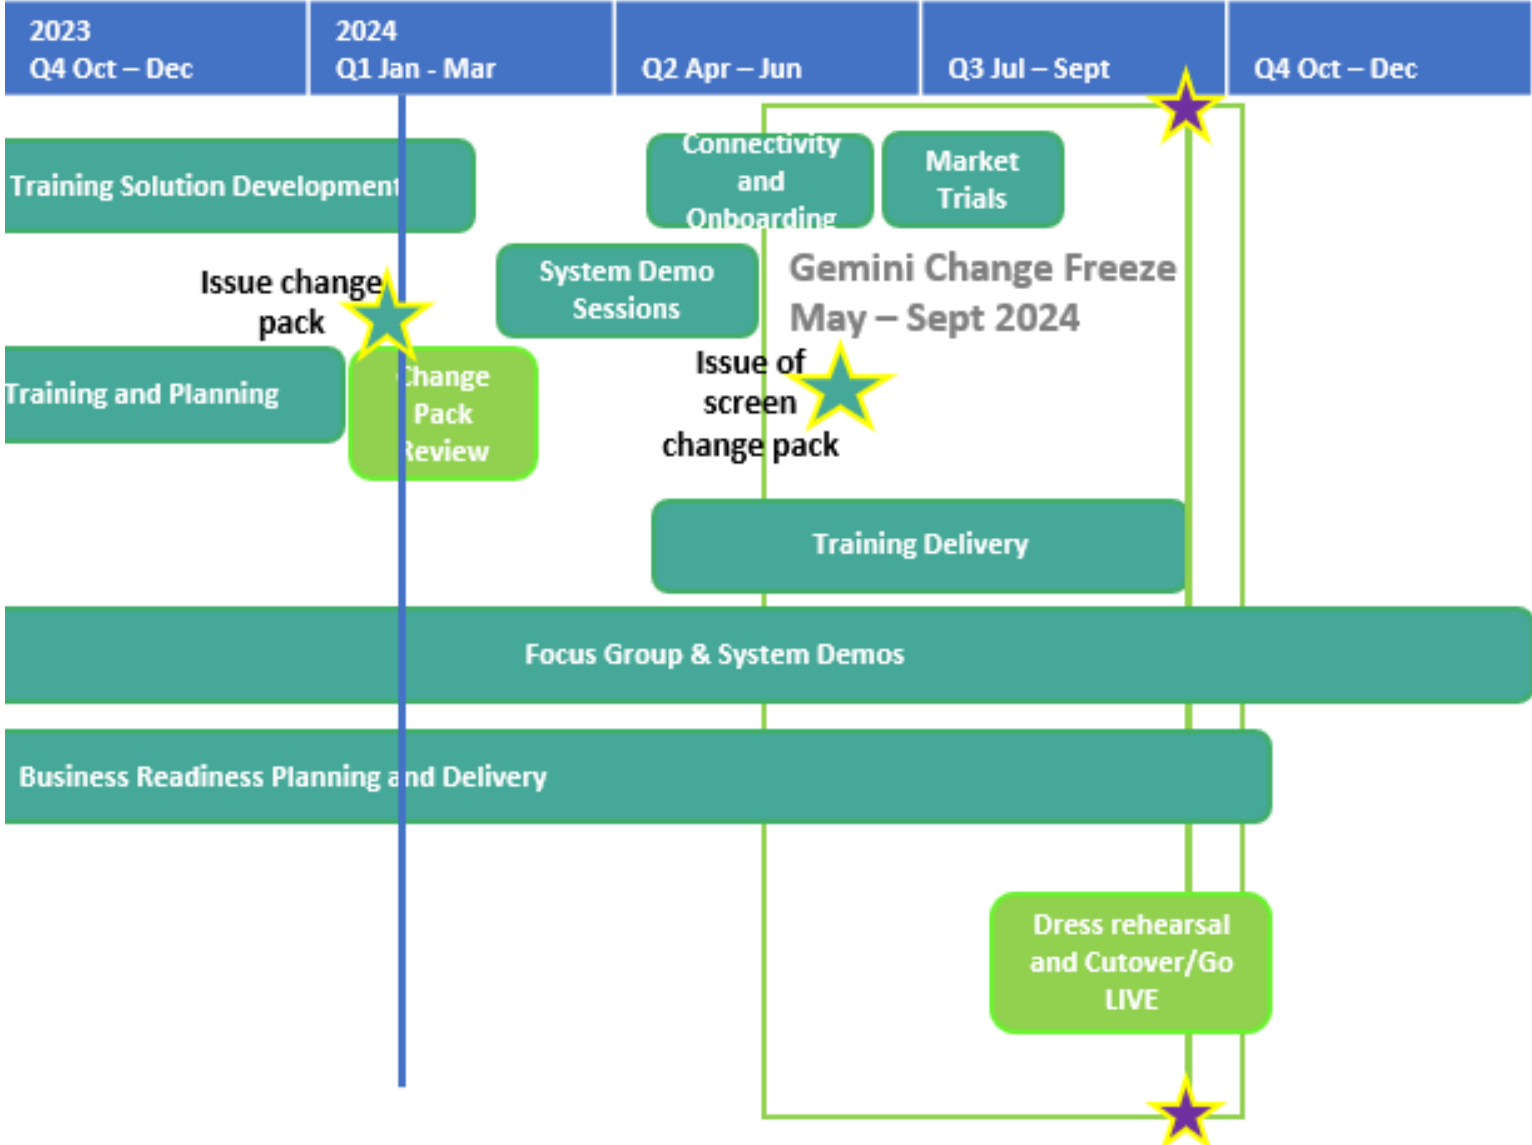 2023
Q4 Oct – Dec
2024
Q1 Jan - Mar
Q2 Apr – Jun
Q3 Jul – Sept
Q4 Oct – Dec
Training Solution Development
Connectivity
and
Onboarding
Market
Trials
Issue change
pack
System Demo
Sessions
Gemini Change Freeze
May – Sept 2024
Training and Planning
Change
Pack
Review
Issue of
screen
change pack
Training Delivery
Focus Group & System Demos
Business Readiness Planning and Delivery
Dress rehearsal
and Cutover/Go
LIVE